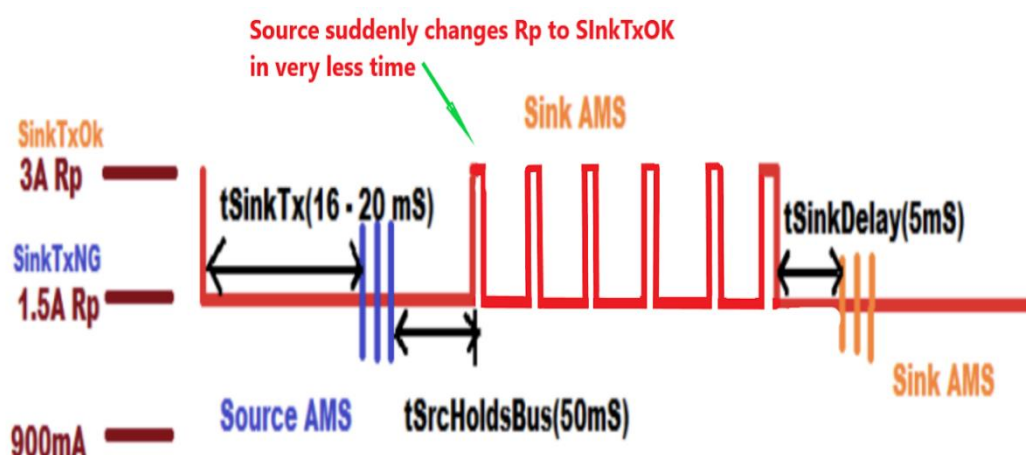 Source suddenly changes Rp to SInkTxOK
in very less time
Sink AMS
SinkTxOk
3A Rp
tSinkTx(16 - 20 mS)
tSinkDelay(5mS)
SinkTxNG
1.5A Rp
Sink AMS
Source AMS
tSrcHoldsBus(50mS)
900mA